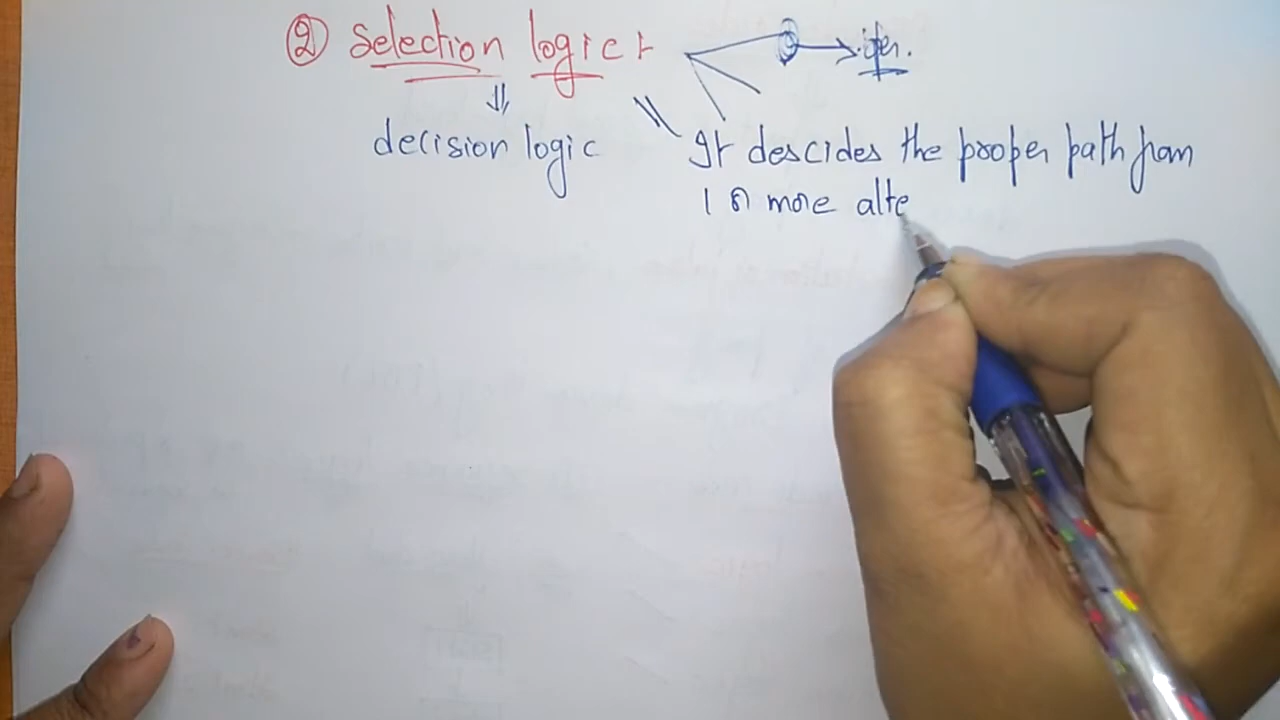 ② Selection logic :-
decision logic
It descides the proper path from
1 or more alte